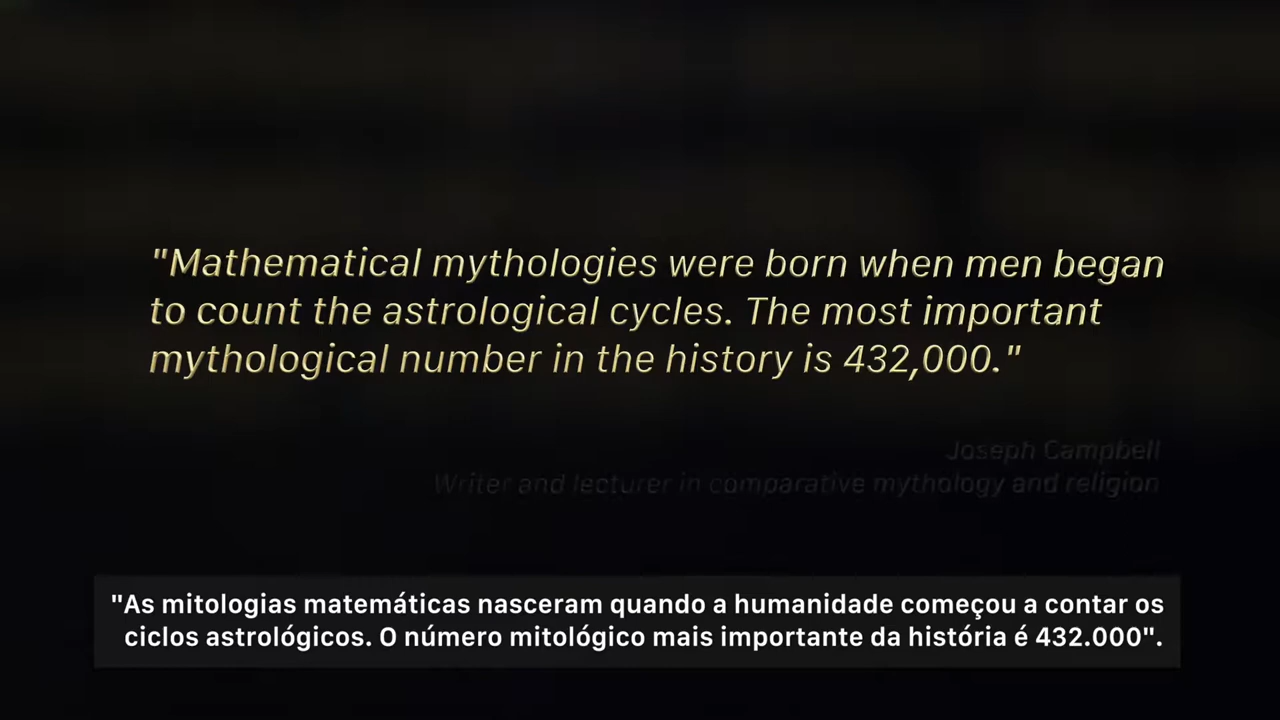 "Mathematical mythologies were born when men began
to count the astrological cycles. The most important
mythological number in the history is 432,000."
Joseph Campbell
Writer and lecturer in comparative mythology and religion
"As mitologias matemáticas nasceram quando a humanidade começou a contar os
ciclos astrológicos. O número mitológico mais importante da história é 432.000".